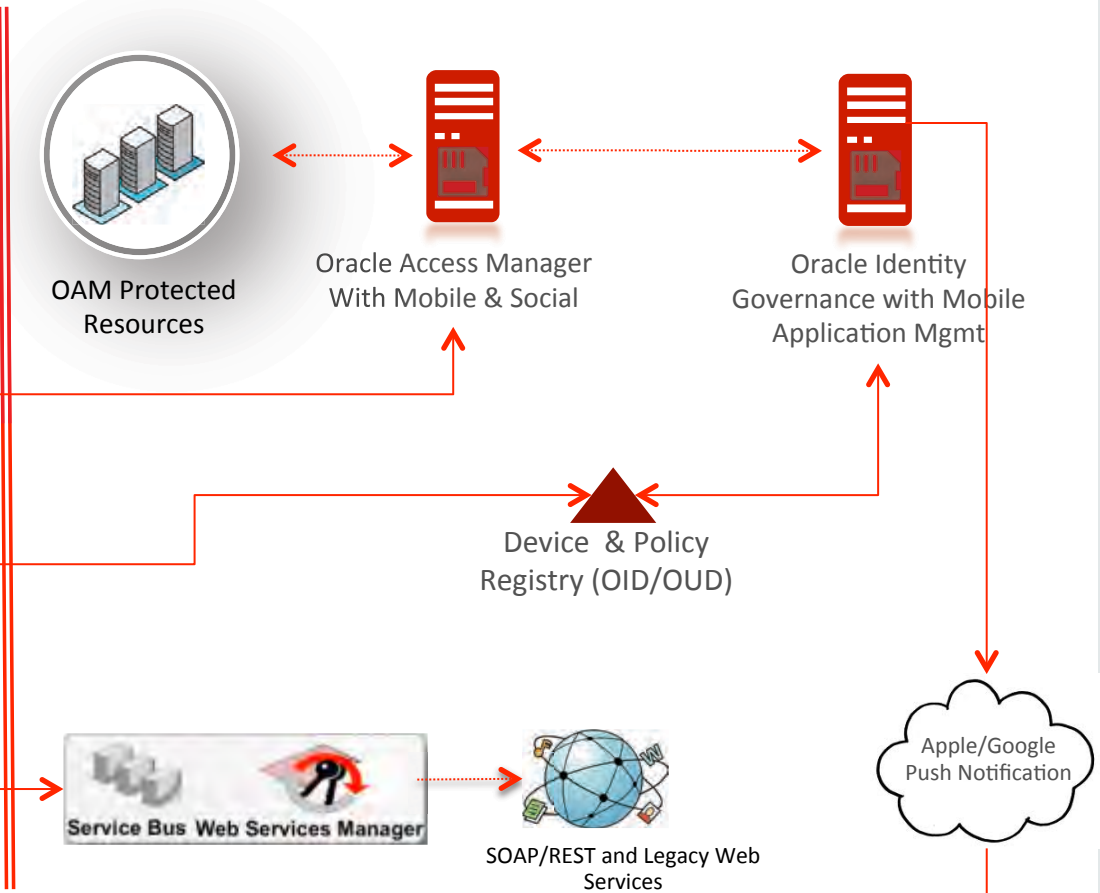 OAM Protected
Resources
Oracle Access Manager
With Mobile & Social
Oracle Identity
Governance with Mobile
Application Mgmt
Device & Policy
Registry (OID/OUD)
Service Bus Web Services Manager
W
SOAP/REST and Legacy Web
Services
Apple/Google
Push Notification